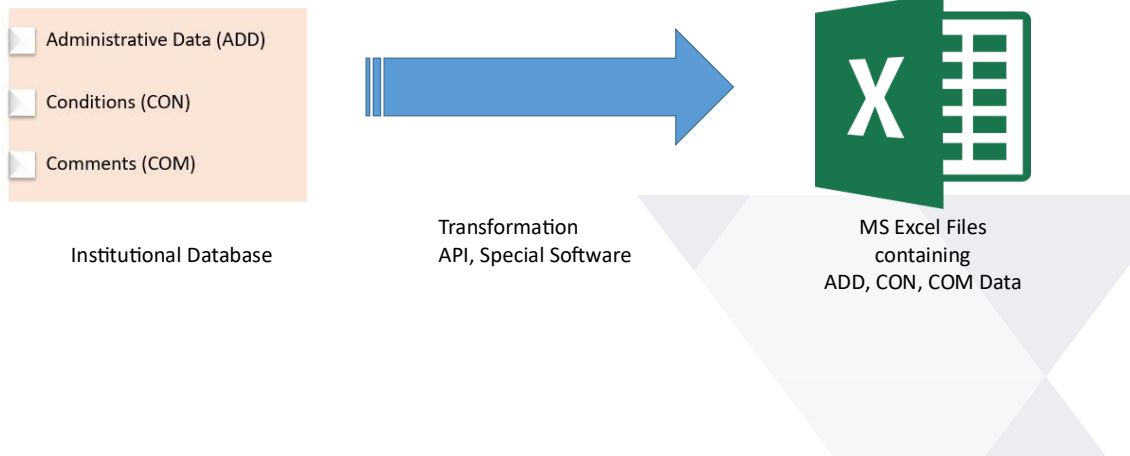 Administrative Data (ADD)
Conditions (CON)
Comments (COM)
Institutional Database
Transformation
API, Special Software
X
MS Excel Files
containing
ADD, CON, COM Data